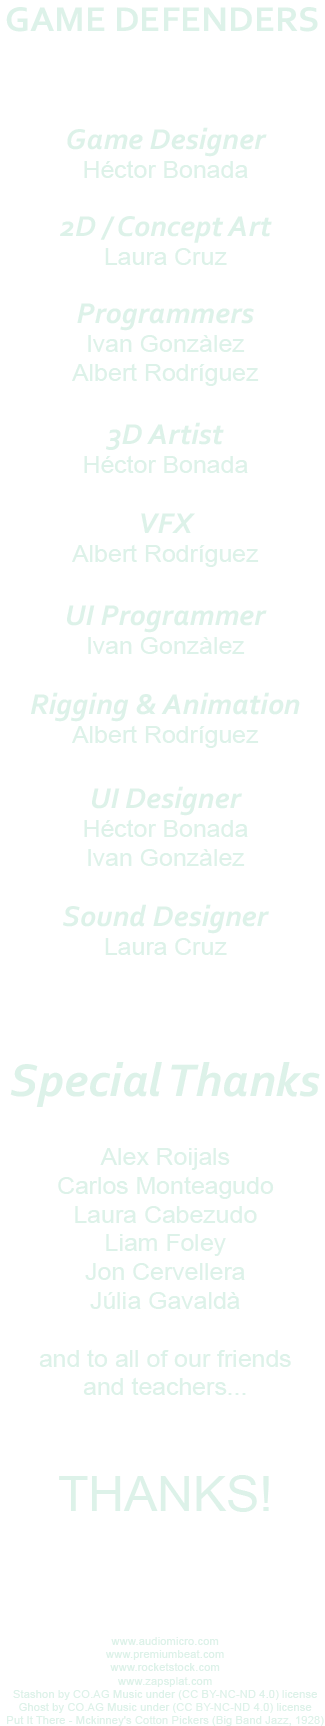 GAME DEFENDERS
Game Designer
Héctor Bonada
2D / Concept Art
Laura Cruz
Programmers
Ivan Gonzàlez
Albert Rodríguez
3D Artist
Héctor Bonada
VFX
Albert Rodríguez
UI Programmer
Ivan Gonzàlez
Rigging & Animation
Albert Rodríguez
UI Designer
Héctor Bonada
Ivan Gonzàlez
Sound Designer
Laura Cruz
Special Thanks
Alex Roijals
Carlos Monteagudo
Laura Cabezudo
Liam Foley
Jon Cervellera
Júlia Gavaldà
and to all of our friends
and teachers...
THANKS!
www.audiomicro.com
www.premiumbeat.com
www.rocketstock.com
www.zapsplat.com
Stashon by CO.AG Music under (CC BY-NC-ND 4.0) license
Ghost by CO.AG Music under (CC BY-NC-ND 4.0) license
Put It There - Mckinney's Cotton Pickers (Big Band Jazz, 1928)